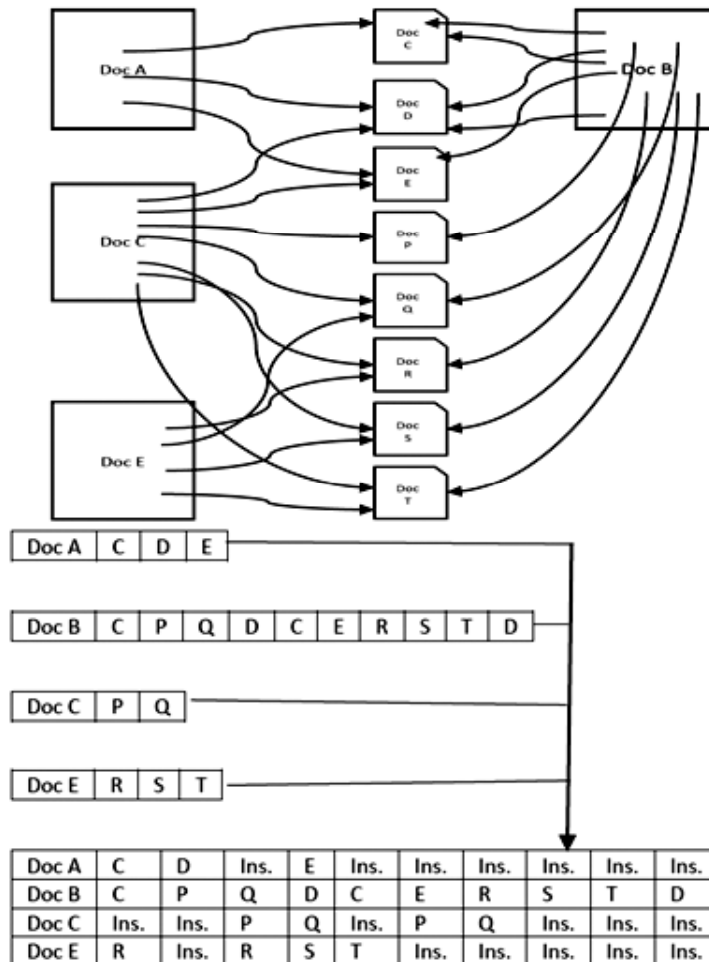 Doc
C
Doc A
Doc B
Doc
D
Doc
E
Doc
P
Doc C
Doc
Q
Doc
R
Doc
S
Doc E
Doc
T
Doc A C D E
Doc B C P Q D C E R S T D
Doc C P Q
Doc E R S T
Doc A C D Ins. E Ins. Ins. Ins. Ins. Ins. Ins.
Doc B C P Q D C E R S T D
Doc C Ins. Ins. P Q Ins. P Q Ins. Ins. Ins.
Doc E R Ins. R S T Ins. Ins. Ins. Ins. Ins.